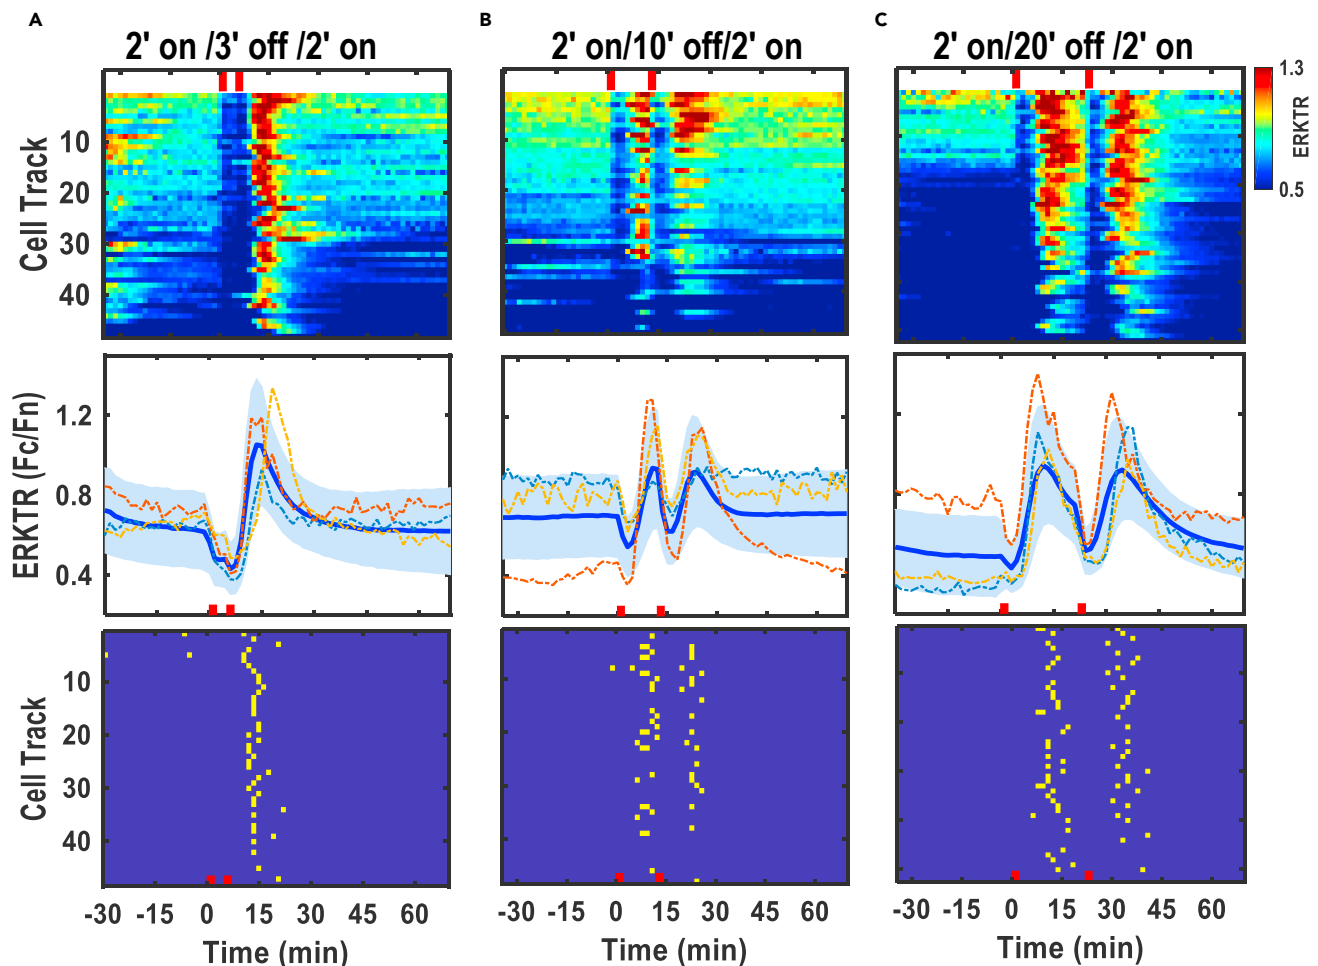 A
B
C
2' on /3' off /2' on
2' on/10' off/2' on
2' on/20' off /2' on
1.3
ERKTR
0.5
Cell Track
10
20
30
40
ERKTR (Fc/Fn)
1.2
0.8
0.4
Cell Track
10
20
30
40
-30 -15 0 15 30 45 60
-30 -15 0 15 30 45 60
-30 -15 0 15 30 45 60
Time (min)
Time (min)
Time (min)